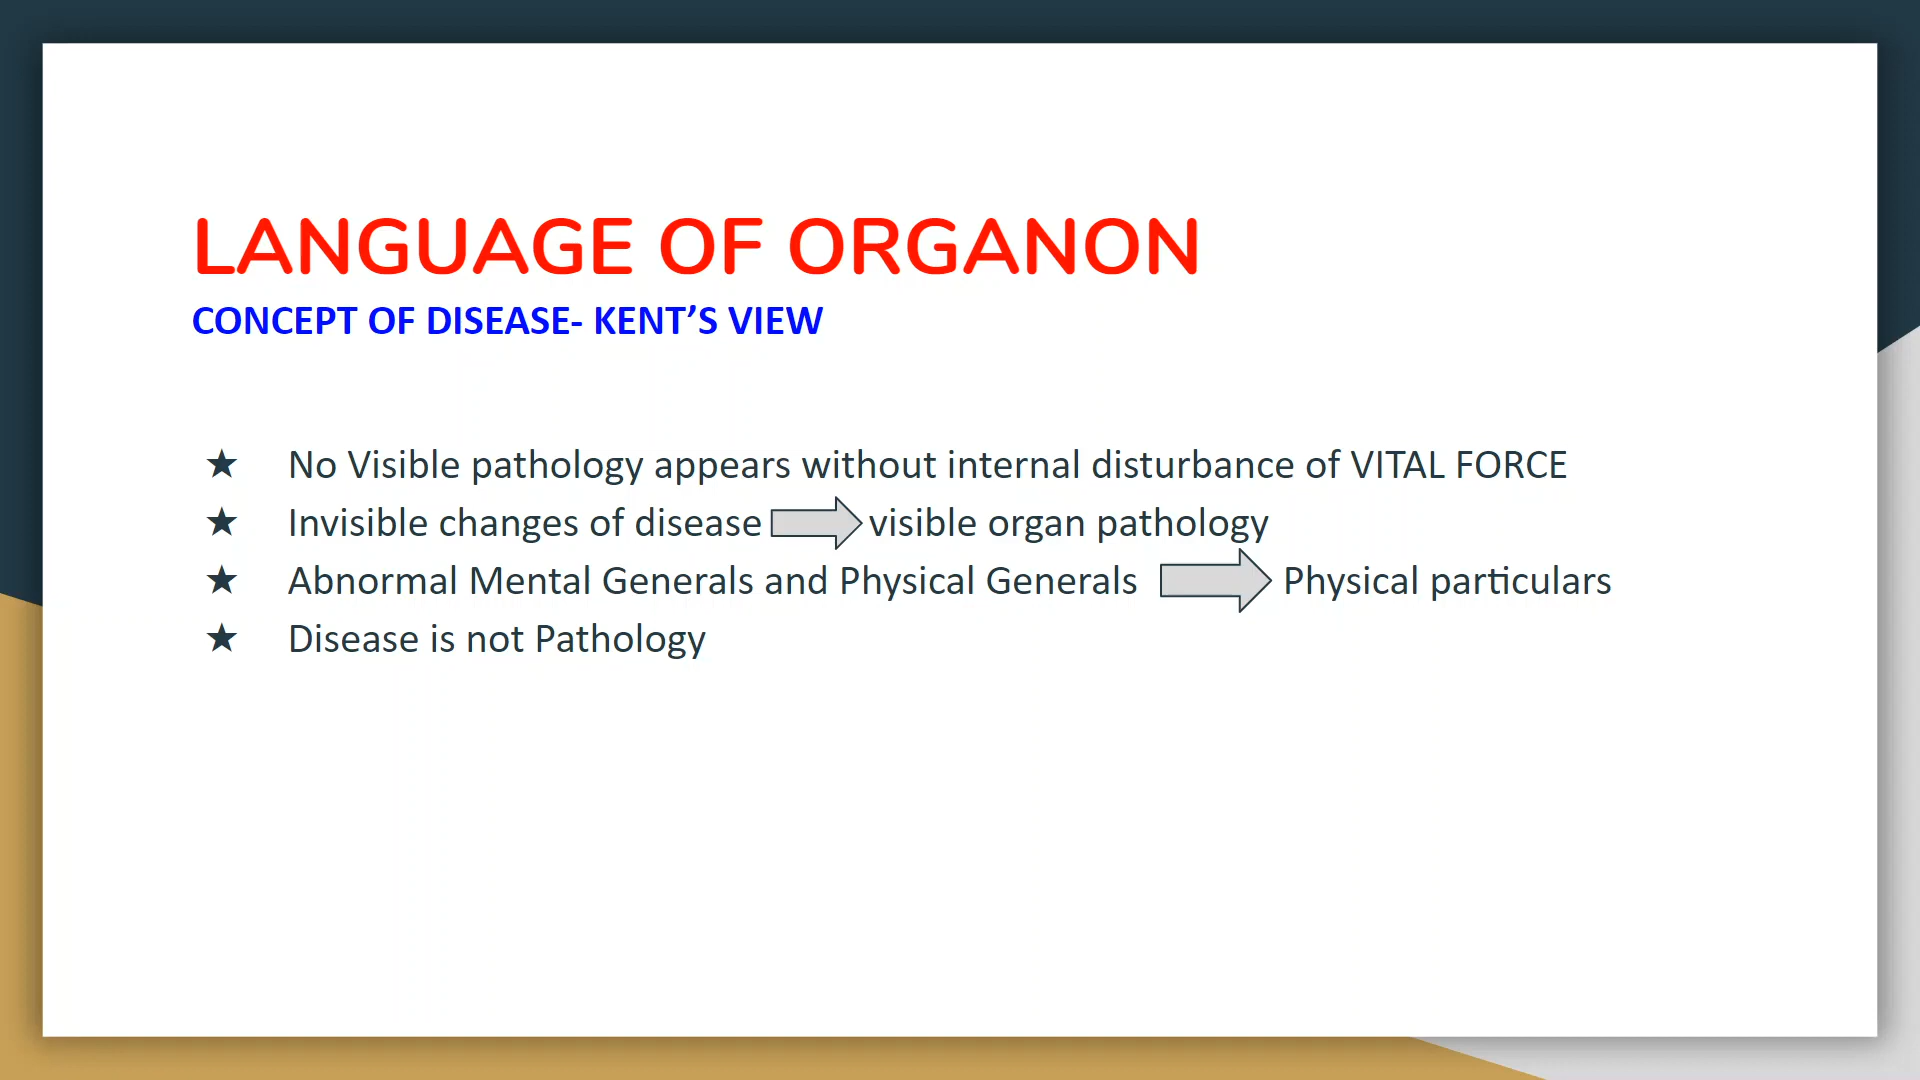 LANGUAGE OF ORGANON
CONCEPT OF DISEASE- KENT’S VIEW
★ No Visible pathology appears without internal disturbance of VITAL FORCE
★ Invisible changes of disease visible organ pathology
★ Abnormal Mental Generals and Physical Generals Physical particulars
★ Disease is not Pathology